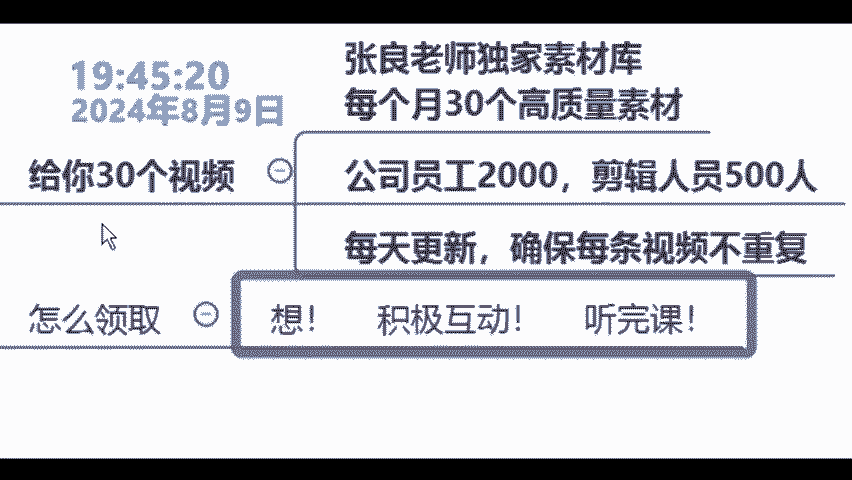 19:45:20
2024年8月9日
张良老师独家素材库
每个月30个高质量素材
给你30个视频
公司员工2000，剪辑人员500人
每天更新，确保每条视频不重复
怎么领取
想！ 积极互动！ 听完课！